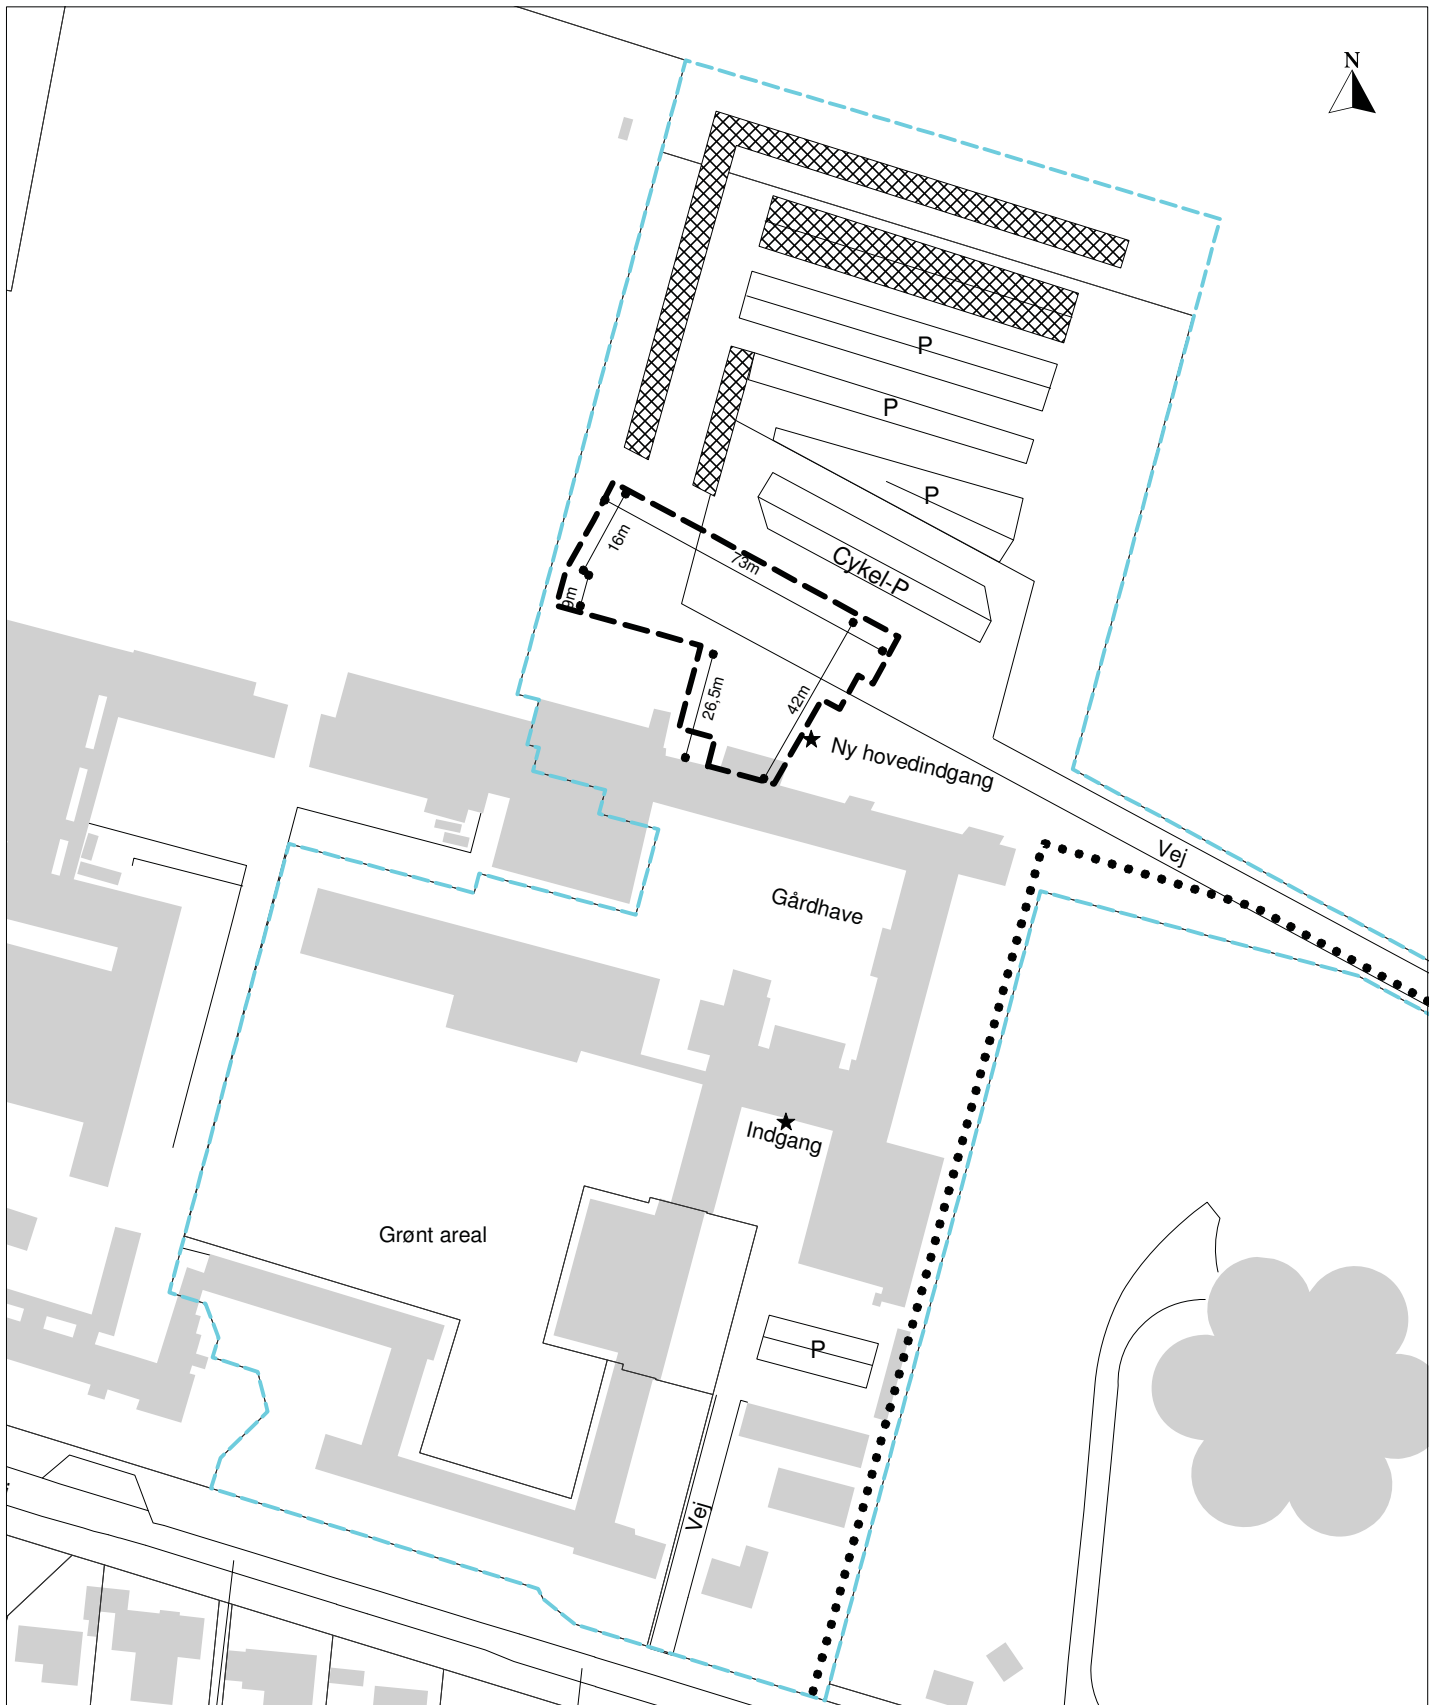 N
P
P
P
Cykel-P
16m
73m
9m
26,5m
42m
Ny hovedindgang
Vej
Gårdhave
Indgang
Grønt areal
P
Vej